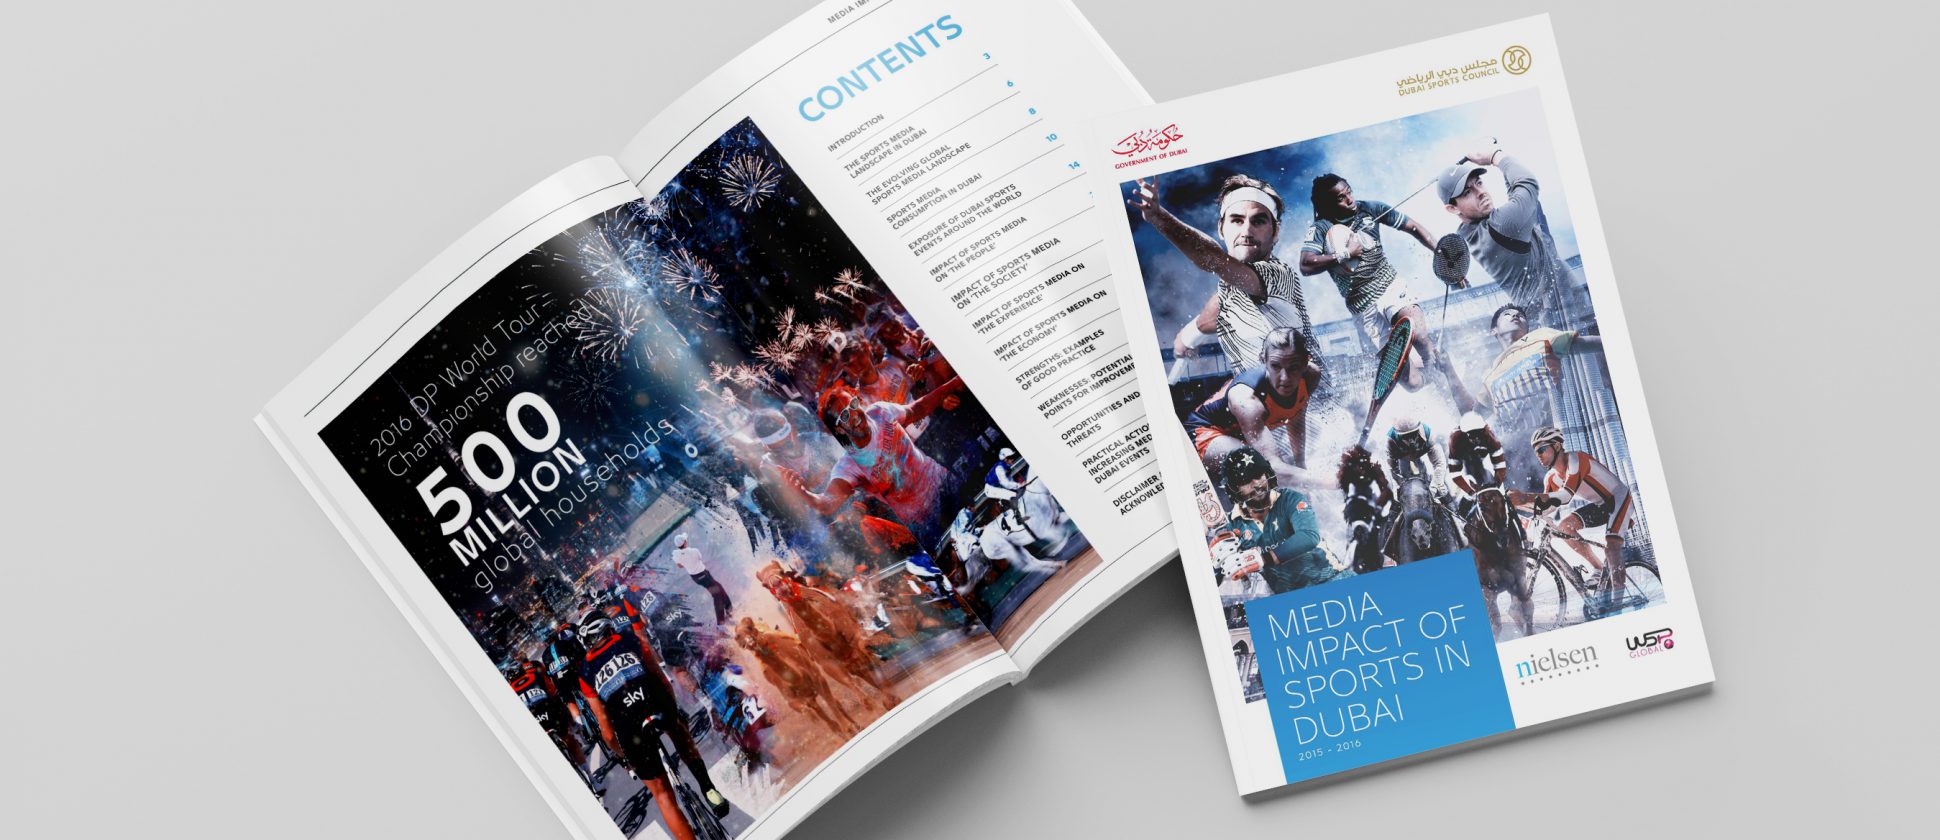 2016 DP World Tour
Championship reached
500
MILLION
global households
126 126
sky
123
sky
MEDIA
CONTENTS
INTRODUCTION
3
THE SPORTS MEDIA
LANDSCAPE IN DUBAI
6
THE EVOLVING GLOBAL
SPORTS MEDIA LANDSCAPE
8
SPORTS MEDIA
CONSUMPTION IN DUBAI
10
EXPOSURE OF DUBAI SPORTS
EVENTS AROUND THE WORLD
14
IMPACT OF SPORTS MEDIA
ON 'THE PEOPLE'
IMPACT OF SPORTS MEDIA
ON 'THE SOCIETY'
IMPACT OF SPORTS MEDIA ON
'THE EXPERIENCE'
IMPACT OF SPORTS MEDIA ON
'THE ECONOMY'
STRENGTHS: EXAMPLES
OF GOOD PRACTICE
WEAKNESSES: POTENTIAL
POINTS FOR
OPPORTUNITIES AND
THREATS
PRACTICAL
INCREASING
DUBAI EVENTS
DISCLAIMER
مجلس دبي الرياضي
DUBAI SPORTS COUNCIL
حكومة دبي
GOVERNMENT OF DUBAI
MEDIA
IMPACT OF
SPORTS IN
DUBAI
2015 - 2016
nielsen
WSP
GLOBAL